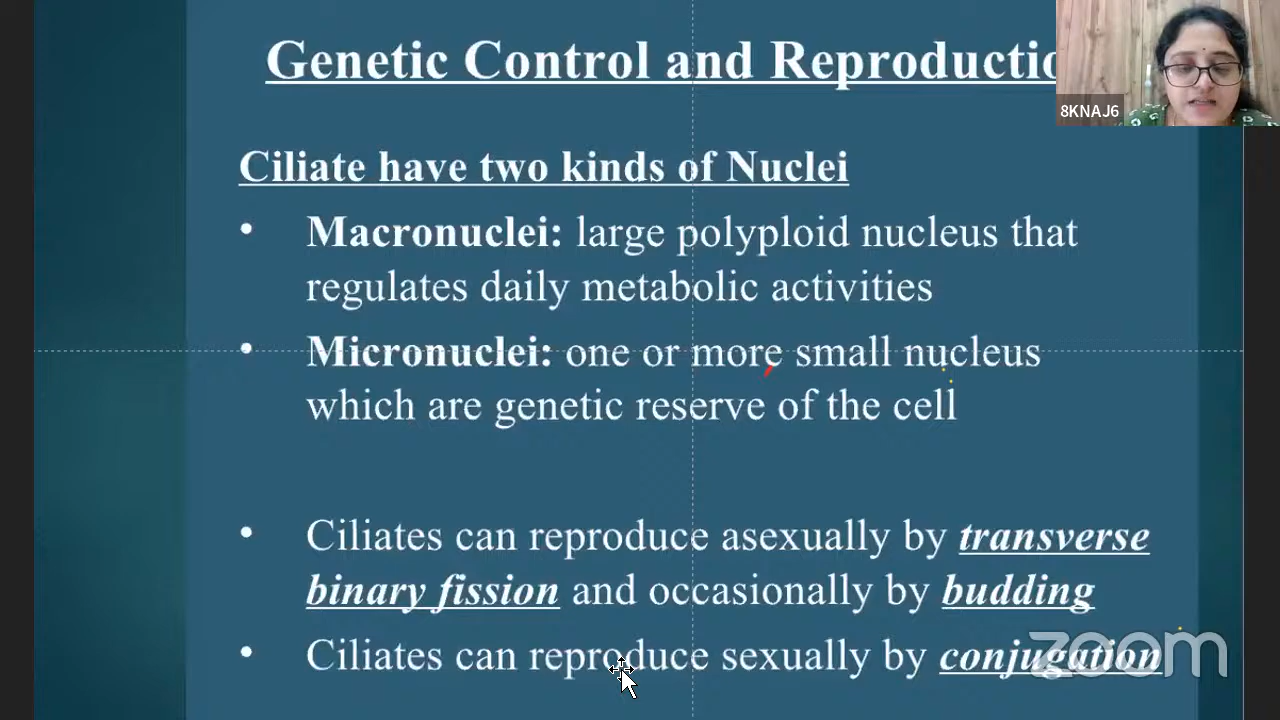 Genetic Control and Reproductio
8KNAJ6
Ciliate have two kinds of Nuclei
• Macronuclei: large polyploid nucleus that
regulates daily metabolic activities
• Micronuclei: one or more small nucleus
which are genetic reserve of the cell
• Ciliates can reproduce asexually by transverse
binary fission and occasionally by budding
• Ciliates can reproduce sexually by conjugation
zoom